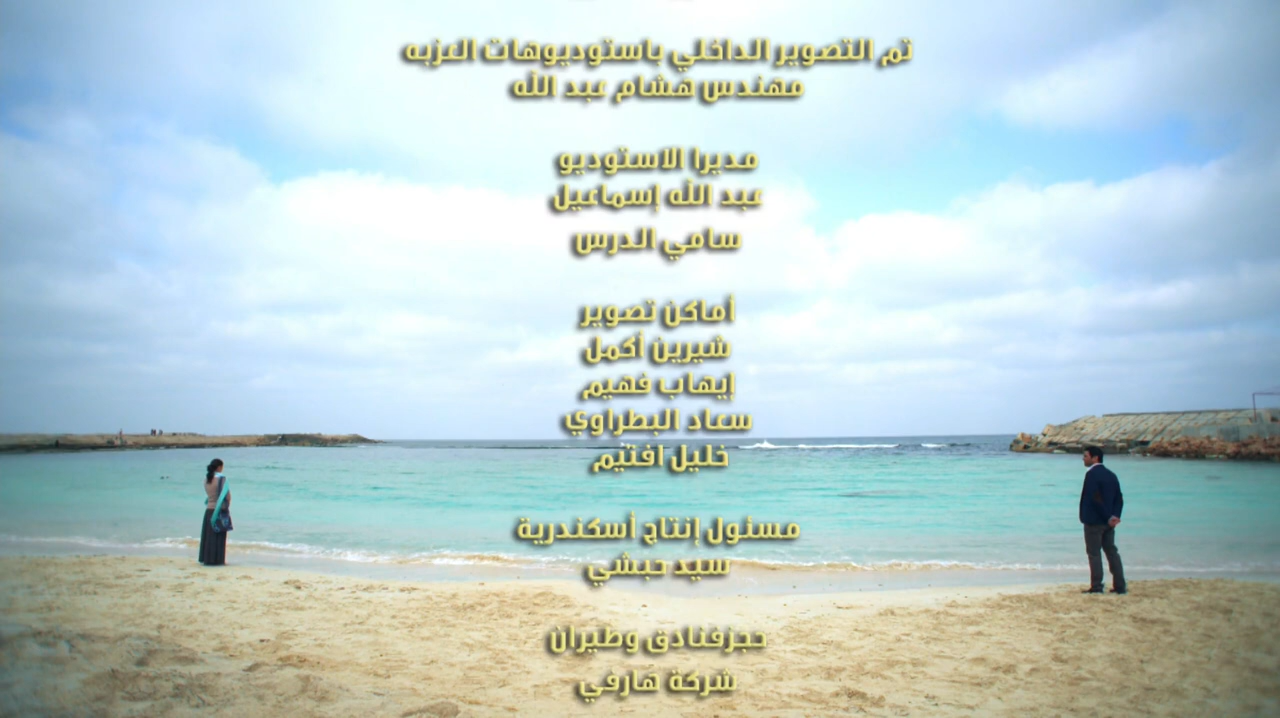 تم التصوير الداخلي باستوديوهات العزبه
مهندس هشام عبد الله
مديرا الاستوديو
عبد الله إسماعيل
سامي الدرس
أماكن تصوير
شيرين أكمل
إيهاب فهيم
سعاد البطراوي
خليل افتيم
مسئول إنتاج أسكندرية
سيد حبشي
حجزفنادق وطيران
شركة هارفي